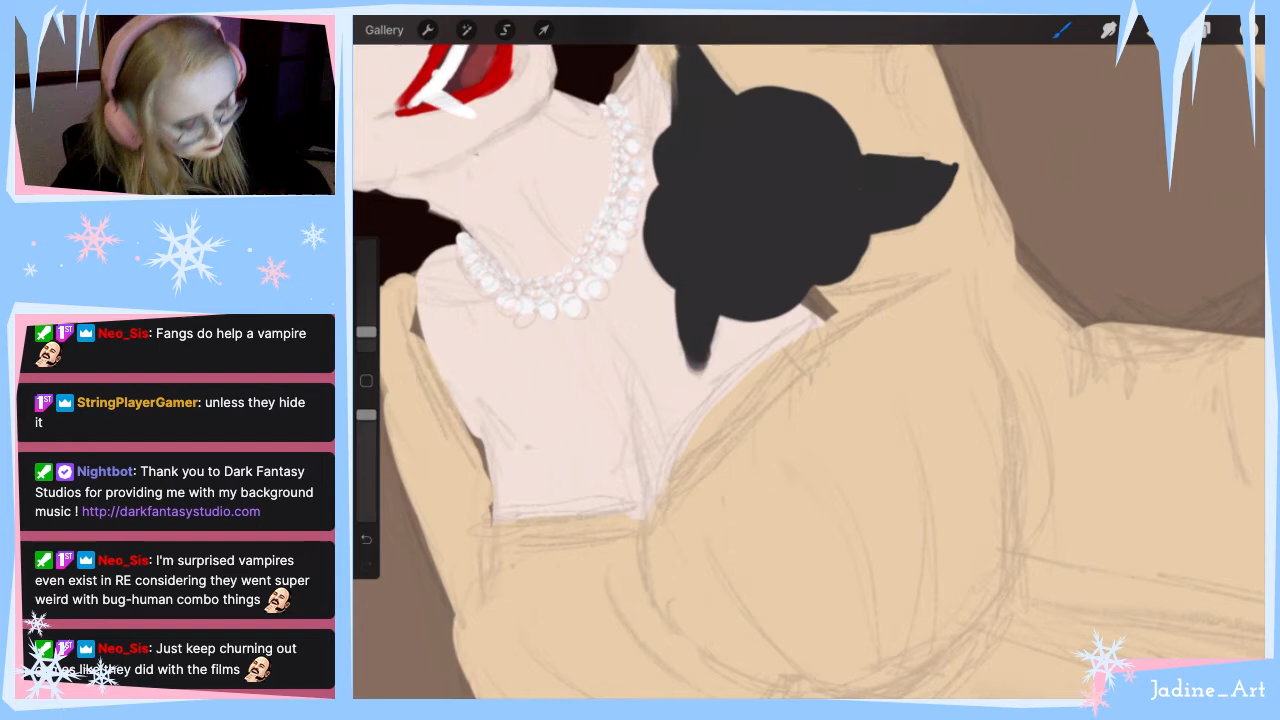 Gallery
Neo_Sis: Fangs do help a vampire
StringPlayerGamer: unless they hide
it
Nightbot: Thank you to Dark Fantasy
Studios for providing me with my background
music ! http://darkfantasystudio.com
Neo_Sis: I'm surprised vampires
even exist in RE considering they went super
weird with bug-human combo things
Neo_Sis: Just keep churning out
like they did with the films
Jadine_Art